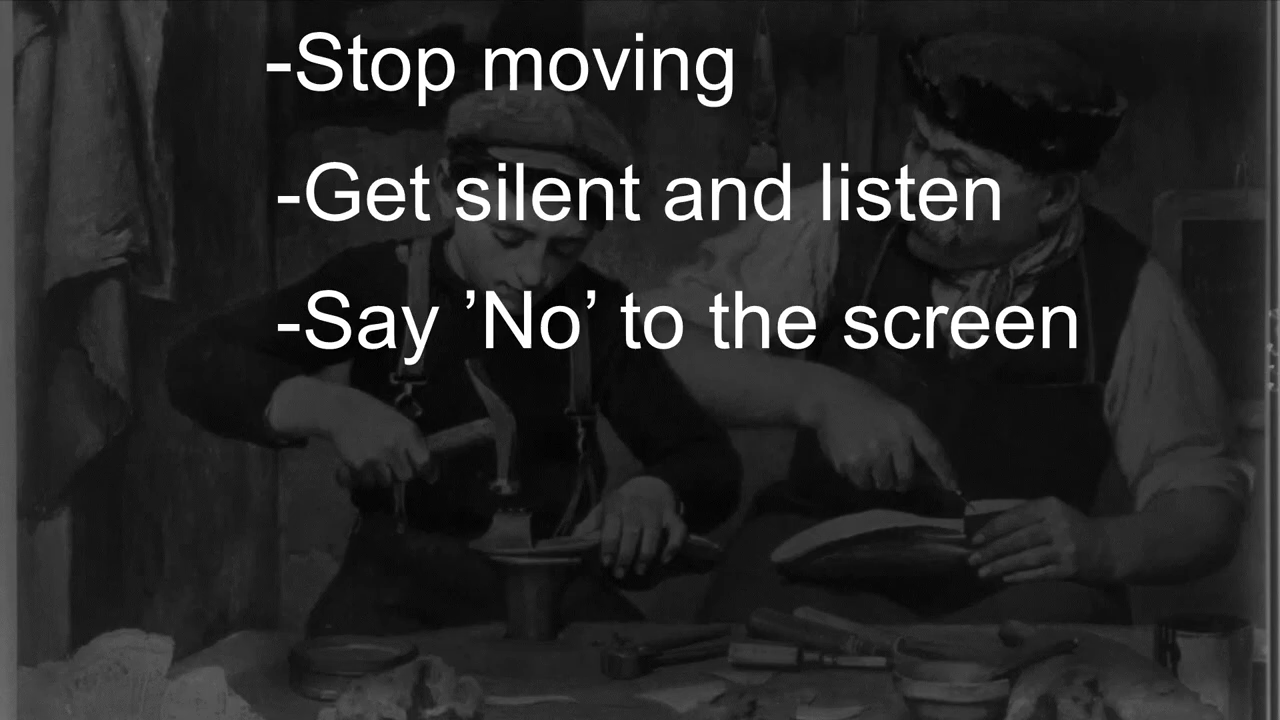 -Stop moving
-Get silent and listen
-Say ’No’ to the screen